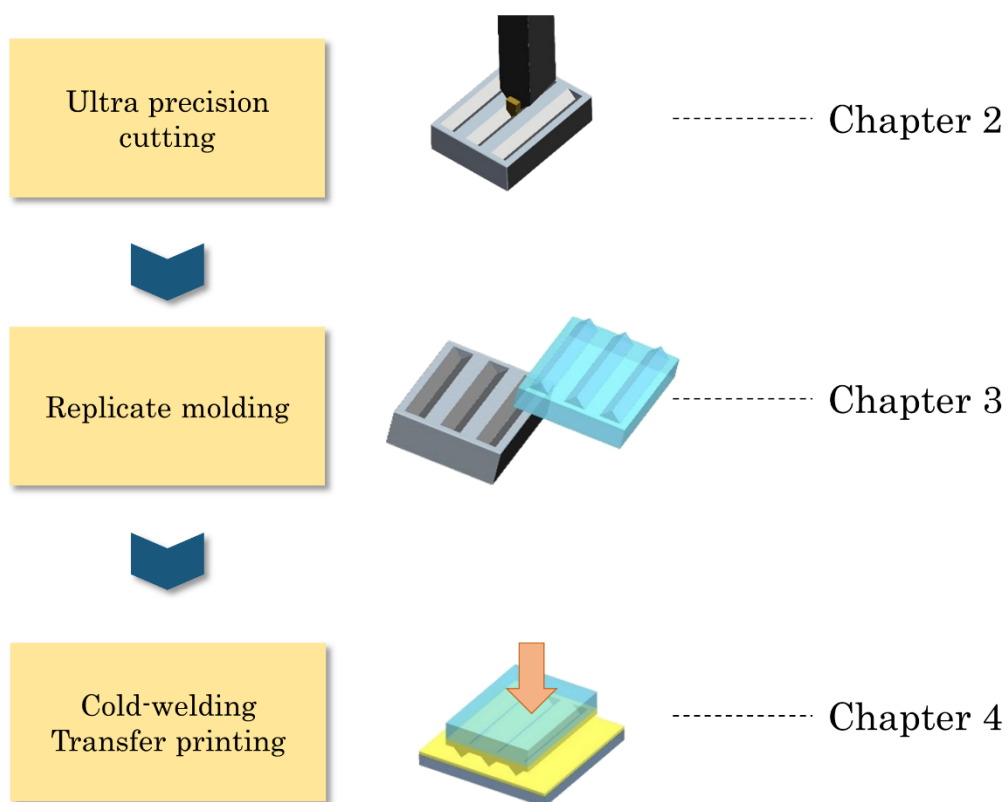 Ultra precision
cutting
Chapter 2
Replicate molding
Chapter 3
Cold-welding
Transfer printing
Chapter 4